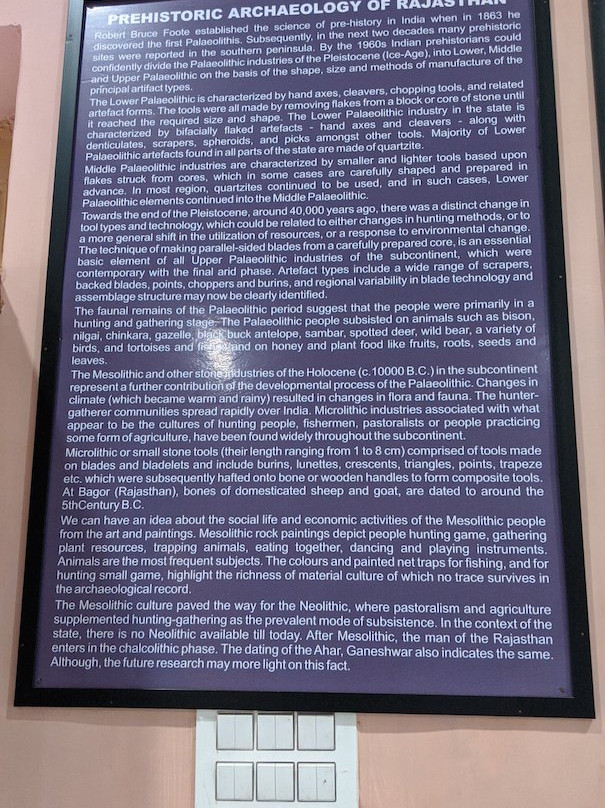 PREHISTORIC ARCHAEOLOGY OF RAJASTHAN
Robert Bruce Foote established the science of pre-history in India when in 1863 he
discovered the first Palaeolithis. Subsequently, in the next two decades many prehistoric
sites were reported in the southern peninsula. By the 1960s Indian prehistorians could
confidently divide the Palaeolithic industries of the Pleistocene (Ice-Age), into Lower, Middle
and Upper Palaeolithic on the basis of the shape, size and methods of manufacture of the
principal artifact types.
The Lower Palaeolithic is characterized by hand axes, cleavers, chopping tools, and related
artefact forms. The tools were all made by removing flakes from a block or core of stone until
it reached the required size and shape. The Lower Palaeolithic industry in the state is
characterized by bifacially flaked artefacts - hand axes and cleavers - along with
denticulates, scrapers, spheroids, and picks amongst other tools. Majority of Lower
Palaeolithic artefacts found in all parts of the state are made of quartzite.
Middle Palaeolithic industries are characterized by smaller and lighter tools based upon
flakes struck from cores, which in some cases are carefully shaped and prepared in
advance. In most region, quartzites continued to be used, and in such cases, Lower
Palaeolithic elements continued into the Middle Palaeolithic.
Towards the end of the Pleistocene, around 40,000 years ago, there was a distinct change in
tool types and technology, which could be related to either changes in hunting methods, or to
a more general shift in the utilization of resources, or a response to environmental change.
The technique of making parallel-sided blades from a carefully prepared core, is an essential
basic element of all Upper Palaeolithic industries of the subcontinent, which were
contemporary with the final arid phase. Artefact types include a wide range of scrapers,
backed blades, points, choppers and burins, and regional variability in blade technology and
assemblage structure may now be clearly identified.
The faunal remains of the Palaeolithic period suggest that the people were primarily in a
hunting and gathering stage. The Palaeolithic people subsisted on animals such as bison,
nilgai, chinkara, gazelle, black buck antelope, sambar, spotted deer, wild bear, a variety of
birds, and tortoises and fish, and on honey and plant food like fruits, roots, seeds and
leaves.
The Mesolithic and other stone industries of the Holocene (c.10000 B.C.) in the subcontinent
represent a further contribution of the developmental process of the Palaeolithic. Changes in
climate (which became warm and rainy) resulted in changes in flora and fauna. The hunter-
gatherer communities spread rapidly over India. Microlithic industries associated with what
appear to be the cultures of hunting people, fishermen, pastoralists or people practicing
some form of agriculture, have been found widely throughout the subcontinent.
Microlithic or small stone tools (their length ranging from 1 to 8 cm) comprised of tools made
on blades and bladelets and include burins, lunettes, crescents, triangles, points, trapeze
etc. which were subsequently hafted onto bone or wooden handles to form composite tools.
At Bagor (Rajasthan), bones of domesticated sheep and goat, are dated to around the
5thCentury B.C.
We can have an idea about the social life and economic activities of the Mesolithic people
from the art and paintings. Mesolithic rock paintings depict people hunting game, gathering
plant resources, trapping animals, eating together, dancing and playing instruments.
Animals are the most frequent subjects. The colours and painted net traps for fishing, and for
hunting small game, highlight the richness of material culture of which no trace survives in
the archaeological record.
The Mesolithic culture paved the way for the Neolithic, where pastoralism and agriculture
supplemented hunting-gathering as the prevalent mode of subsistence. In the context of the
state, there is no Neolithic available till today. After Mesolithic, the man of the Rajasthan
enters in the chalcolithic phase. The dating of the Ahar, Ganeshwar also indicates the same.
Although, the future research may more light on this fact.